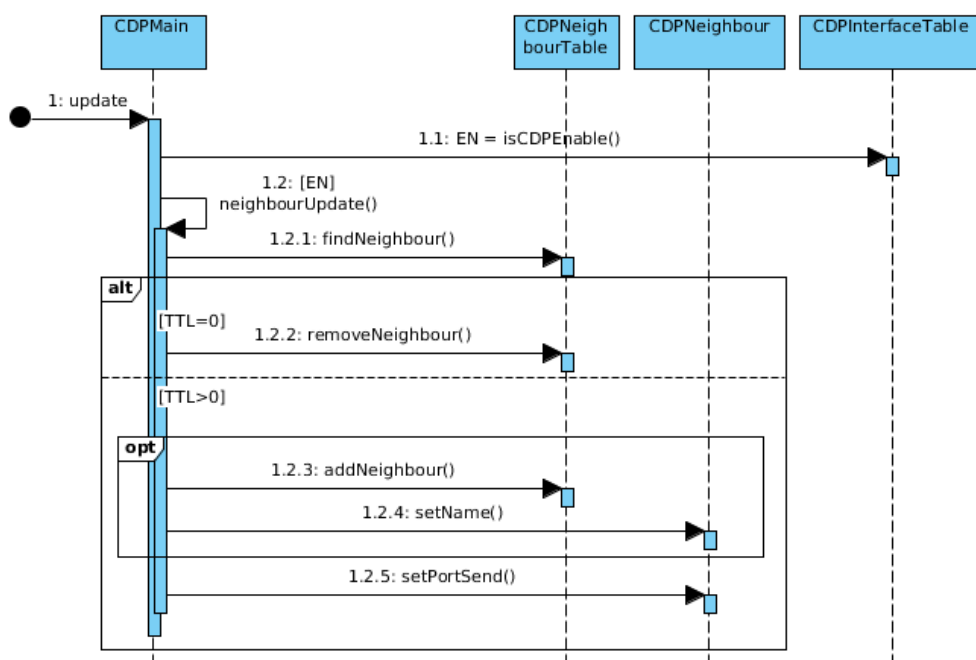 CDPMain
CDPNeigh
bourTable
CDPNeighbour
CDPInterfaceTable
1: update
1.1: EN = isCDPEnable()
1.2: [EN]
neighbourUpdate()
1.2.1: findNeighbour()
alt
[TTL=0]
1.2.2: removeNeighbour()
[TTL>0]
opt
1.2.3: addNeighbour()
1.2.4: setName()
1.2.5: setPortSend()